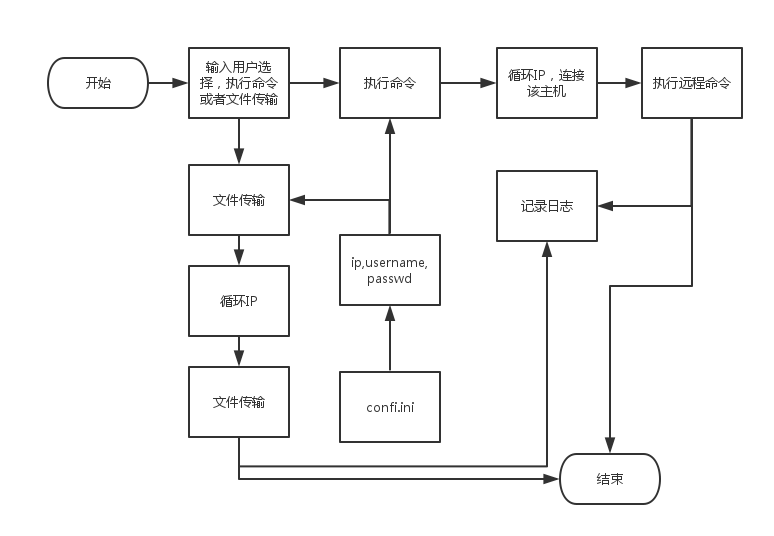 开始
输入用户选
择，执行命令
或者文件传输
执行命令
循环IP，连接
该主机
执行远程命令
文件传输
记录日志
ip,username,
passwd
循环IP
文件传输
confi.ini
结束